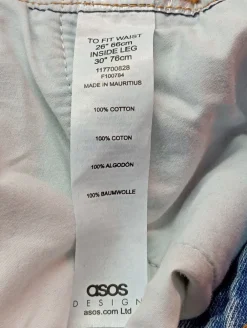 TO FIT WAIST
26" 66cm
INSIDE LEG
30" 76cm
117700828
F100784
MADE IN MAURITIUS
100% COTTON
100% COTON
100% ALGODÓN
100% BAUMWOLLE
asos
DESIGN
asos.com Ltd